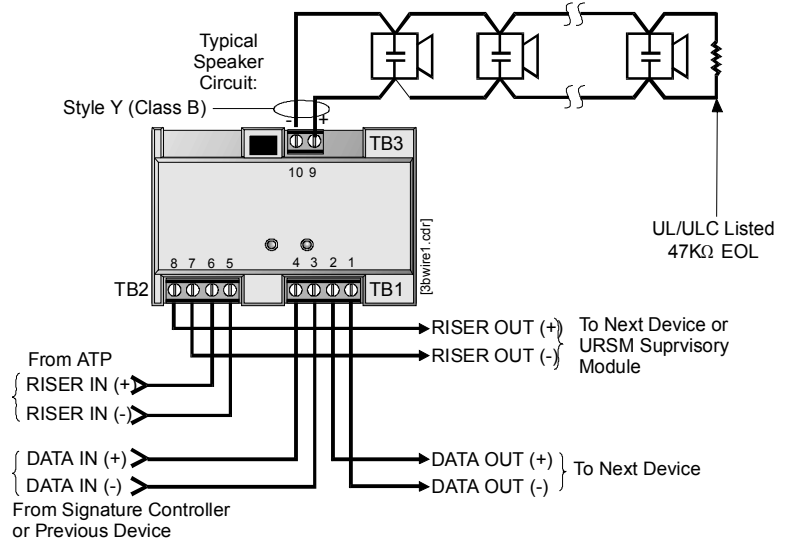 Typical
Speaker
Circuit:
Style Y (Class B)
- +
TB3
10 9
UL/ULC Listed
47KΩ EOL
[3bwire1.cdr]
8 7 6 5
4 3 2 1
TB2
TB1
RISER OUT (+)
RISER OUT (-)
To Next Device or
URSM Suprvisory
Module
From ATP
RISER IN (+)
RISER IN (-)
DATA IN (+)
DATA IN (-)
From Signature Controller
or Previous Device
DATA OUT (+)
DATA OUT (-)
To Next Device